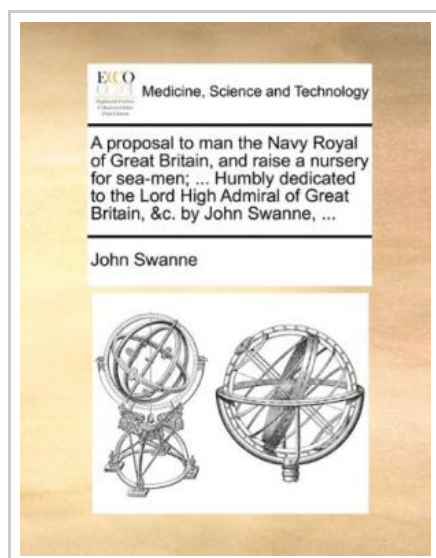 ECCO
Medicine, Science and Technology
A proposal to man the Navy Royal
of Great Britain, and raise a nursery
for sea-men; ... Humbly dedicated
to the Lord High Admiral of Great
Britain, &c. by John Swanne, ...
John Swanne